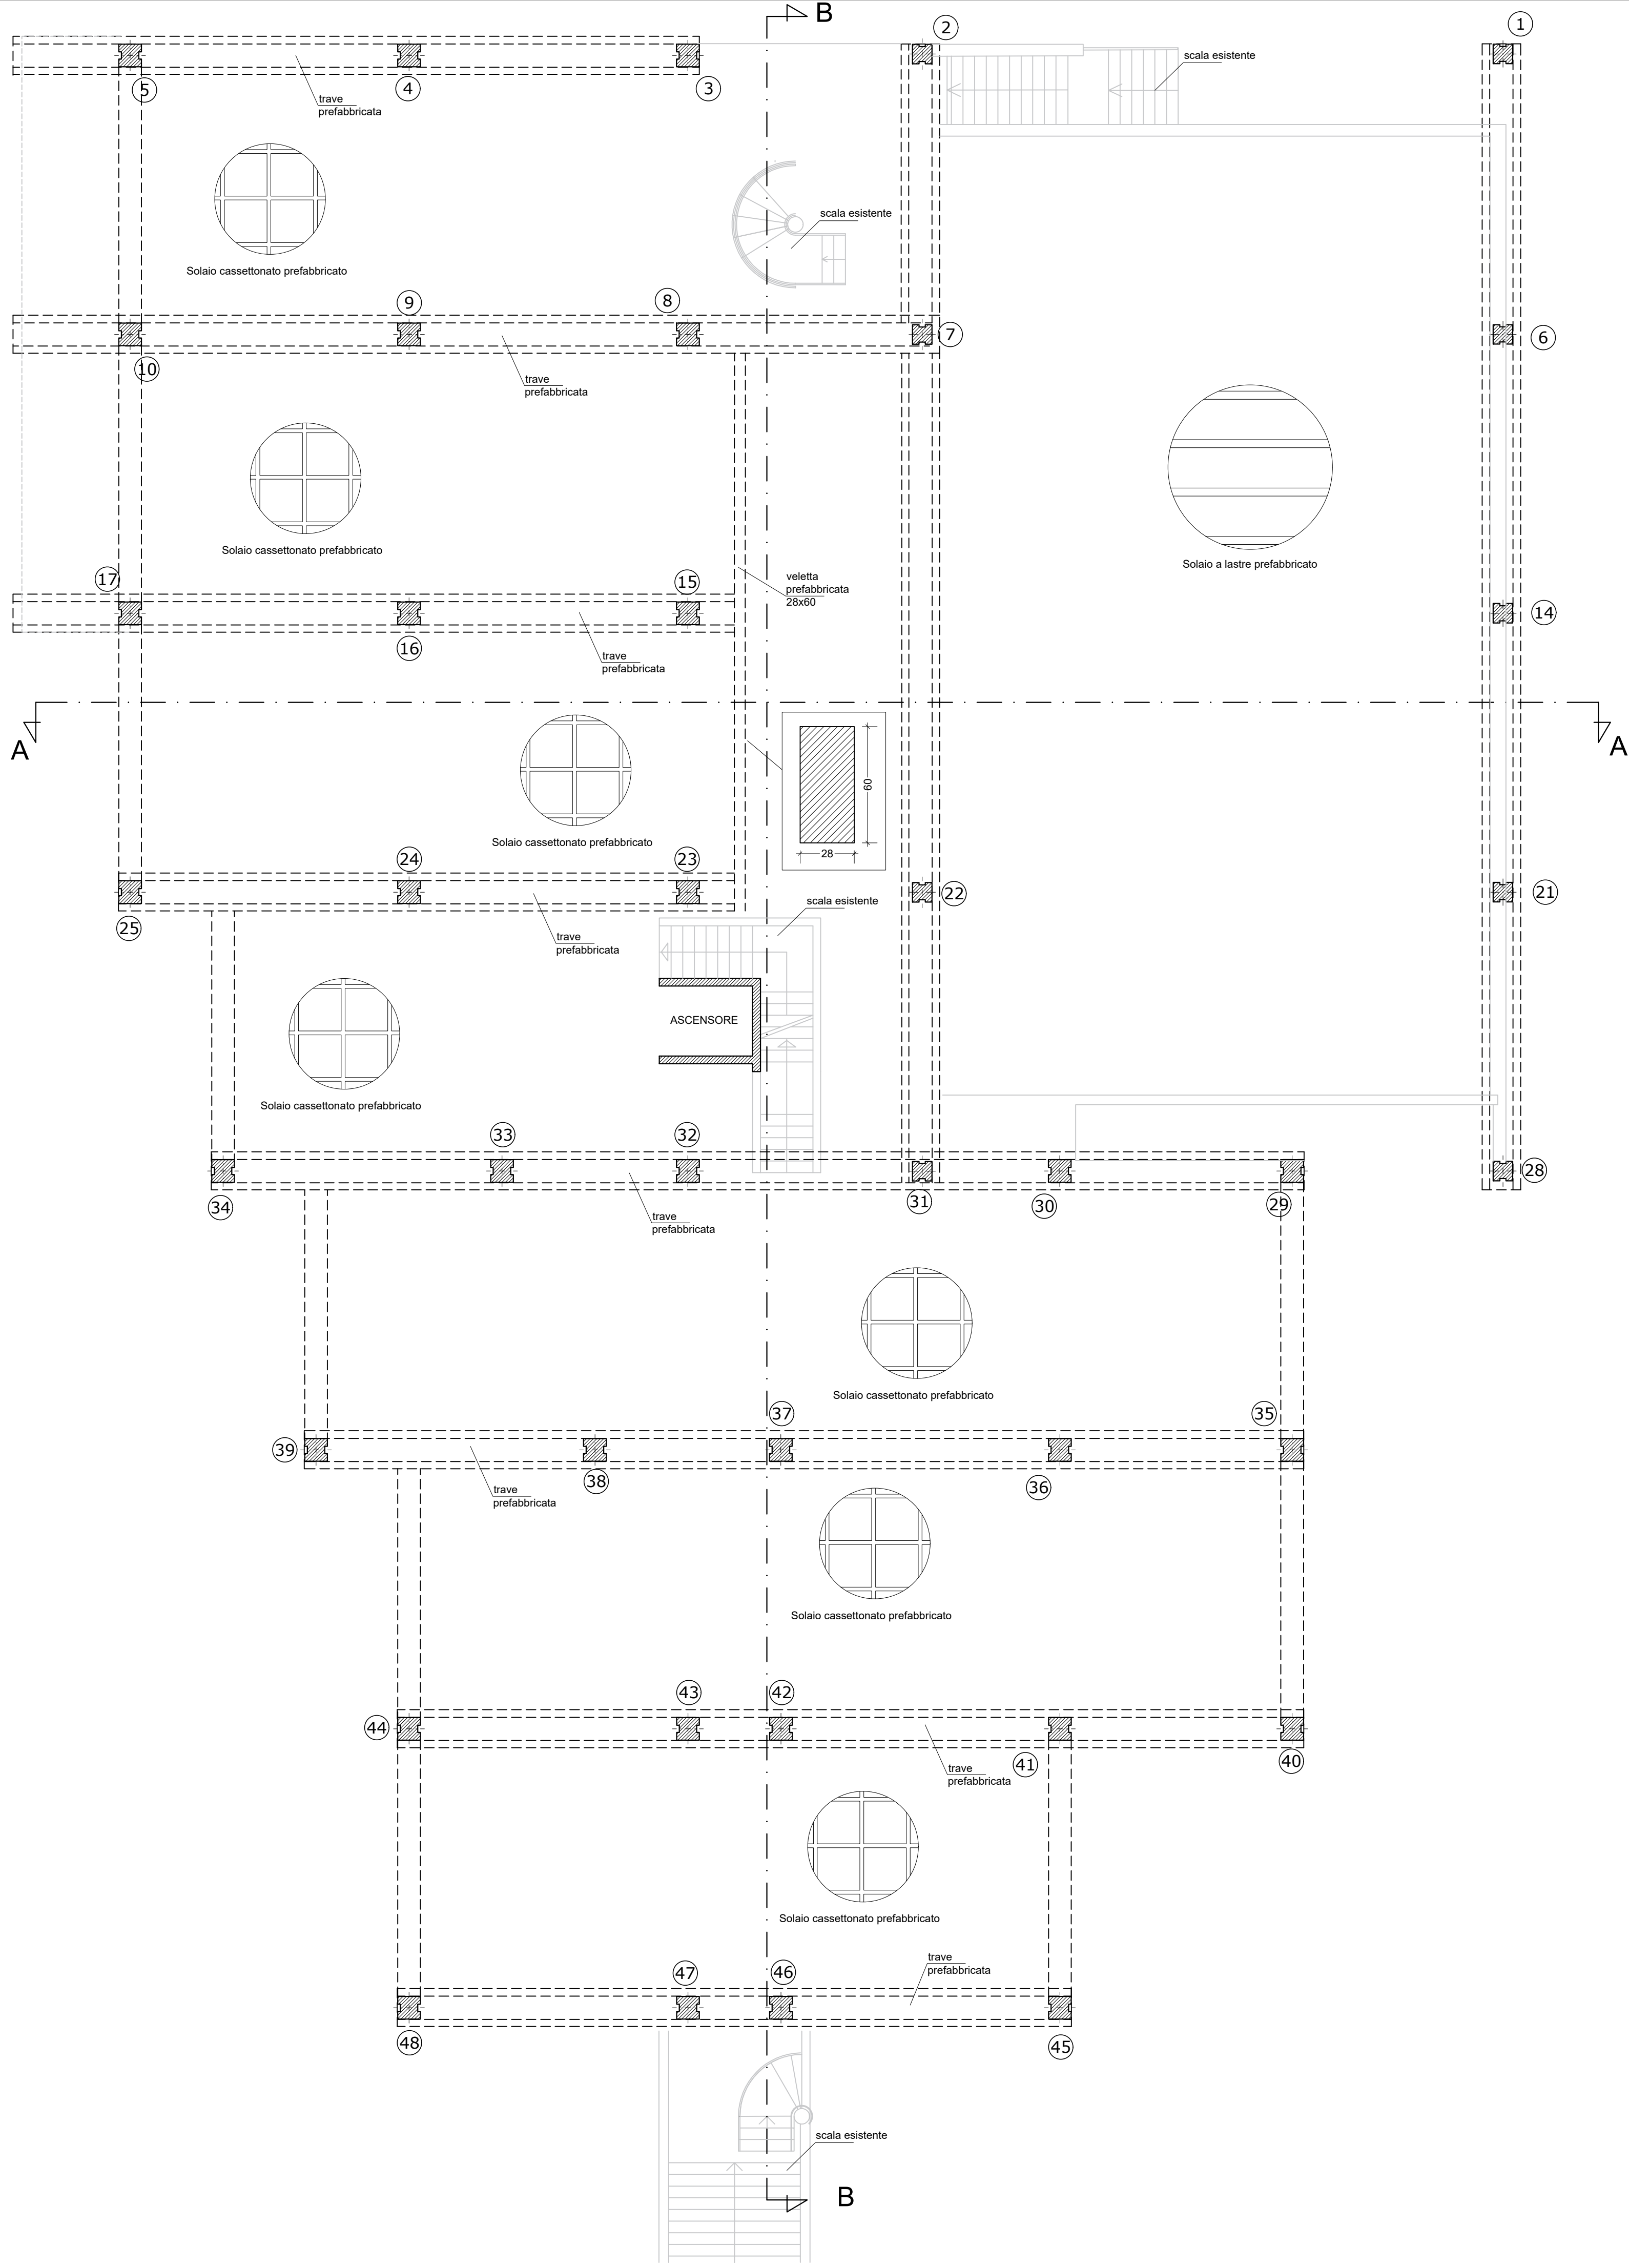 B
2
1
scala esistente
5
4
3
trave
prefabbricata
scala esistente
Solaio cassettonato prefabbricato
9
8
7
6
10
trave
prefabbricata
Solaio cassettonato prefabbricato
Solaio a lastre prefabbricato
17
15
veletta
prefabbricata
28x60
14
16
trave
prefabbricata
A
A
60
28
Solaio cassettonato prefabbricato
24
23
22
21
25
scala esistente
trave
prefabbricata
ASCENSORE
Solaio cassettonato prefabbricato
33
32
28
34
31
30
29
trave
prefabbricata
Solaio cassettonato prefabbricato
37
35
39
38
36
trave
prefabbricata
Solaio cassettonato prefabbricato
43
42
44
41
40
trave
prefabbricata
Solaio cassettonato prefabbricato
trave
prefabbricata
47
46
48
45
scala esistente
B